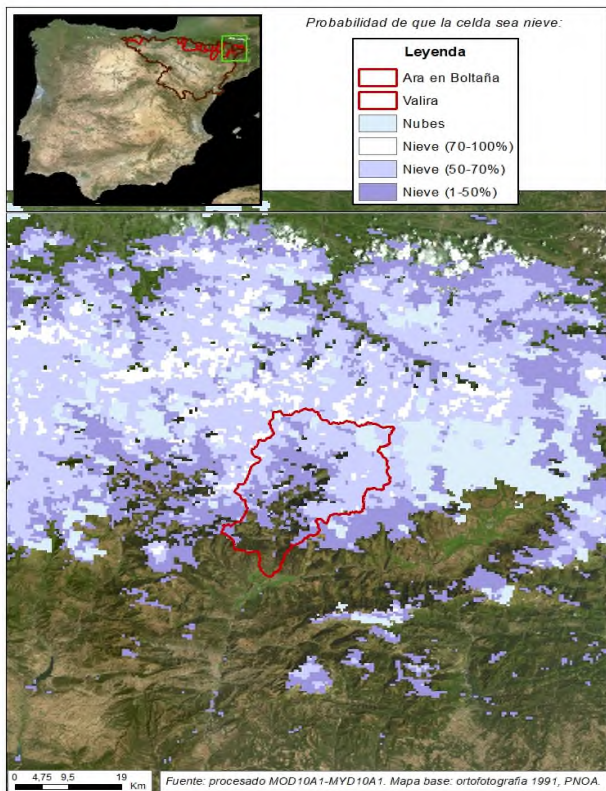 Probabilidad de que la celda sea nieve:
Leyenda
Ara en Boltaña
Valira
Nubes
Nieve (70-100%)
Nieve (50-70%)
Nieve (1-50%)
0 4,75 9,5 19
Km
Fuente: procesado MOD10A1-MYD10A1. Mapa base: ortofotografía 1991, PNOA.